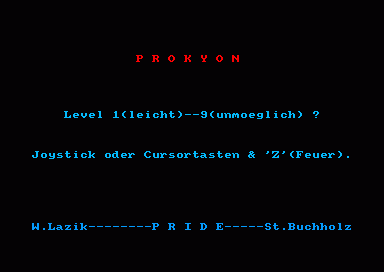 P R O K Y O N
Level 1(leicht)--9(unmoeglich) ?
Joystick oder Cursortasten & 'Z'(Feuer).
W.Lazik--------P R I D E-----St.Buchholz